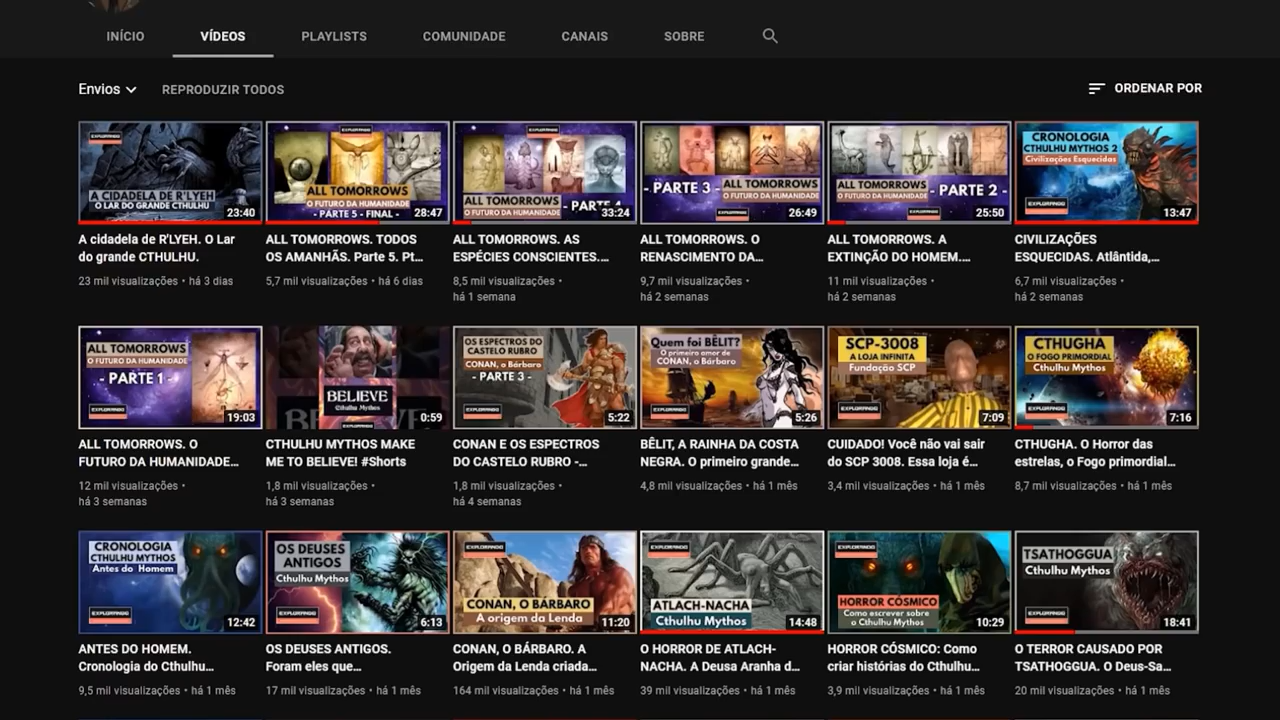 INÍCIO VÍDEOS PLAYLISTS COMUNIDADE CANAIS SOBRE
Envios REPRODUZIR TODOS ORDENAR POR
EXPLORANDO
A CIDADELA DE R'LYEH
O LAR DO GRANDE CTHULHU
23:40
A cidadela de R'LYEH. O Lar
do grande CTHULHU.
23 mil visualizações • há 3 dias
EXPLORANDO
ALL TOMORROWS
O FUTURO DA HUMANIDADE
- PARTE 5 - FINAL -
28:47
ALL TOMORROWS. TODOS
OS AMANHÃS. Parte 5. Pt...
5,7 mil visualizações • há 6 dias
EXPLORANDO
ALL TOMORROWS
O FUTURO DA HUMANIDADE
- PARTE 4 -
33:24
ALL TOMORROWS. AS
ESPÉCIES CONSCIENTES....
8,5 mil visualizações •
há 1 semana
- PARTE 3 -
ALL TOMORROWS
O FUTURO DA HUMANIDADE
EXPLORANDO
26:49
ALL TOMORROWS. O
RENASCIMENTO DA...
9,7 mil visualizações •
há 2 semanas
ALL TOMORROWS
O FUTURO DA HUMANIDADE
- PARTE 2 -
EXPLORANDO
25:50
ALL TOMORROWS. A
EXTINÇÃO DO HOMEM....
11 mil visualizações •
há 2 semanas
CRONOLOGIA
CTHULHU MYTHOS 2
Civilizações Esquecidas
EXPLORANDO
13:47
CIVILIZAÇÕES
ESQUECIDAS. Atlântida,...
6,7 mil visualizações •
há 2 semanas
ALL TOMORROWS
O FUTURO DA HUMANIDADE
- PARTE 1 -
EXPLORANDO
19:03
ALL TOMORROWS. O
FUTURO DA HUMANIDADE...
12 mil visualizações •
há 3 semanas
BELIEVE
Cthulhu Mythos
EXPLORANDO
0:59
CTHULHU MYTHOS MAKE
ME TO BELIEVE! #Shorts
1,8 mil visualizações •
há 3 semanas
OS ESPECTROS DO
CASTELO RUBRO
CONAN, o Bárbaro
- PARTE 3 -
EXPLORANDO
5:22
CONAN E OS ESPECTROS
DO CASTELO RUBRO -...
1,8 mil visualizações •
há 4 semanas
Quem foi BÊLIT?
O primeiro amor de
CONAN, o Bárbaro
EXPLORANDO
5:26
BÊLIT, A RAINHA DA COSTA
NEGRA. O primeiro grande...
4,8 mil visualizações • há 1 mês
SCP-3008
A LOJA INFINITA
Fundação SCP
EXPLORANDO
7:09
CUIDADO! Você não vai sair
do SCP 3008. Essa loja é...
3,4 mil visualizações • há 1 mês
CTHUGHA
O FOGO PRIMORDIAL
Cthulhu Mythos
EXPLORANDO
7:16
CTHUGHA. O Horror das
estrelas, o Fogo primordial...
8,7 mil visualizações • há 1 mês
CRONOLOGIA
CTHULHU MYTHOS
Antes do Homem
EXPLORANDO
12:42
ANTES DO HOMEM.
Cronologia do Cthulhu...
9,5 mil visualizações • há 1 mês
OS DEUSES
ANTIGOS
Cthulhu Mythos
EXPLORANDO
6:13
OS DEUSES ANTIGOS.
Foram eles que...
17 mil visualizações • há 1 mês
EXPLORANDO
CONAN, O BÁRBARO
A origem da Lenda
11:20
CONAN, O BÁRBARO. A
Origem da Lenda criada...
164 mil visualizações • há 1 mês
EXPLORANDO
ATLACH-NACHA
Cthulhu Mythos
14:48
O HORROR DE ATLACH-
NACHA. A Deusa Aranha d...
39 mil visualizações • há 1 mês
EXPLORANDO
HORROR CÓSMICO
Como escrever sobre
o Cthulhu Mythos
10:29
HORROR CÓSMICO: Como
criar histórias do Cthulhu...
3,9 mil visualizações • há 1 mês
TSATHOGGUA
Cthulhu Mythos
EXPLORANDO
18:41
O TERROR CAUSADO POR
TSATHOGGUA. O Deus-Sa...
20 mil visualizações • há 1 mês